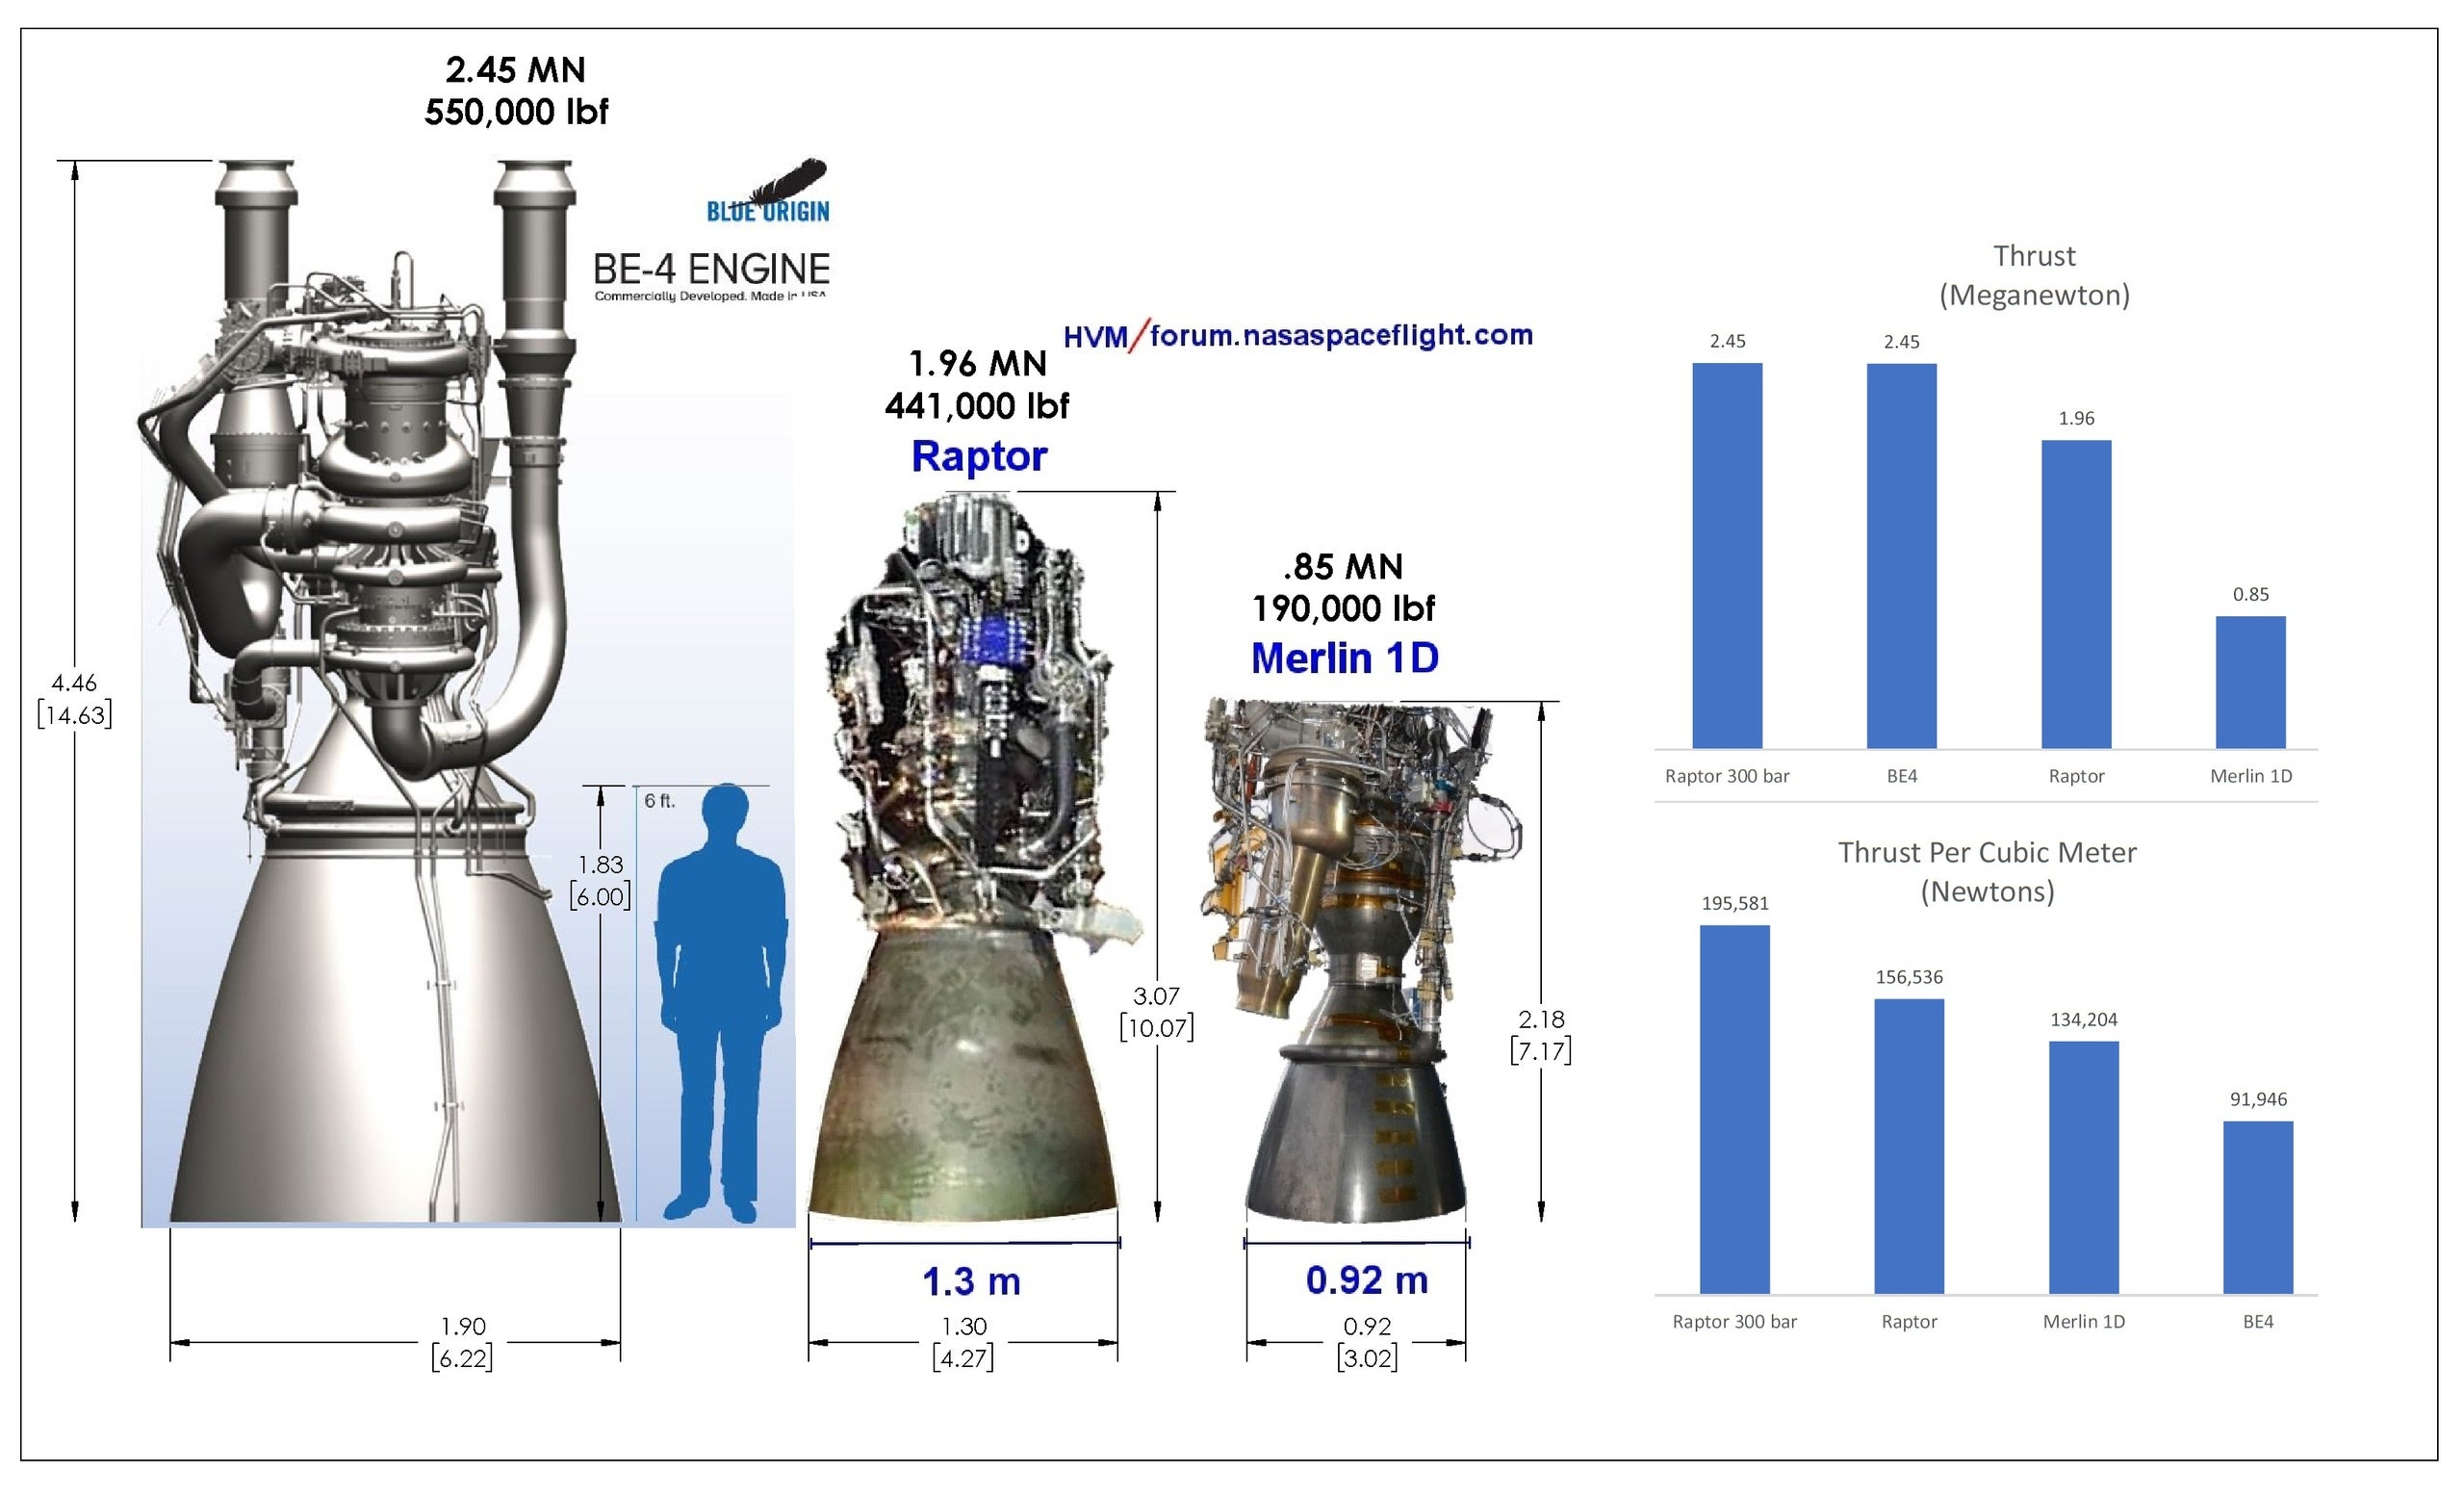 2.45 MN
550,000 lbf
BLUE ORIGIN
BE-4 ENGINE
Commercially Developed. Made in USA
HVM/forum.nasaspaceflight.com
1.96 MN
441,000 lbf
Raptor
.85 MN
190,000 lbf
Merlin 1D
4.46
[14.63]
6 ft.
1.83
[6.00]
3.07
[10.07]
2.18
[7.17]
1.3 m
0.92 m
1.90
[6.22]
1.30
[4.27]
0.92
[3.02]
Thrust
(Meganewton)
2.45
2.45
1.96
0.85
Raptor 300 bar
BE4
Raptor
Merlin 1D
Thrust Per Cubic Meter
(Newtons)
195,581
156,536
134,204
91,946
Raptor 300 bar
Raptor
Merlin 1D
BE4